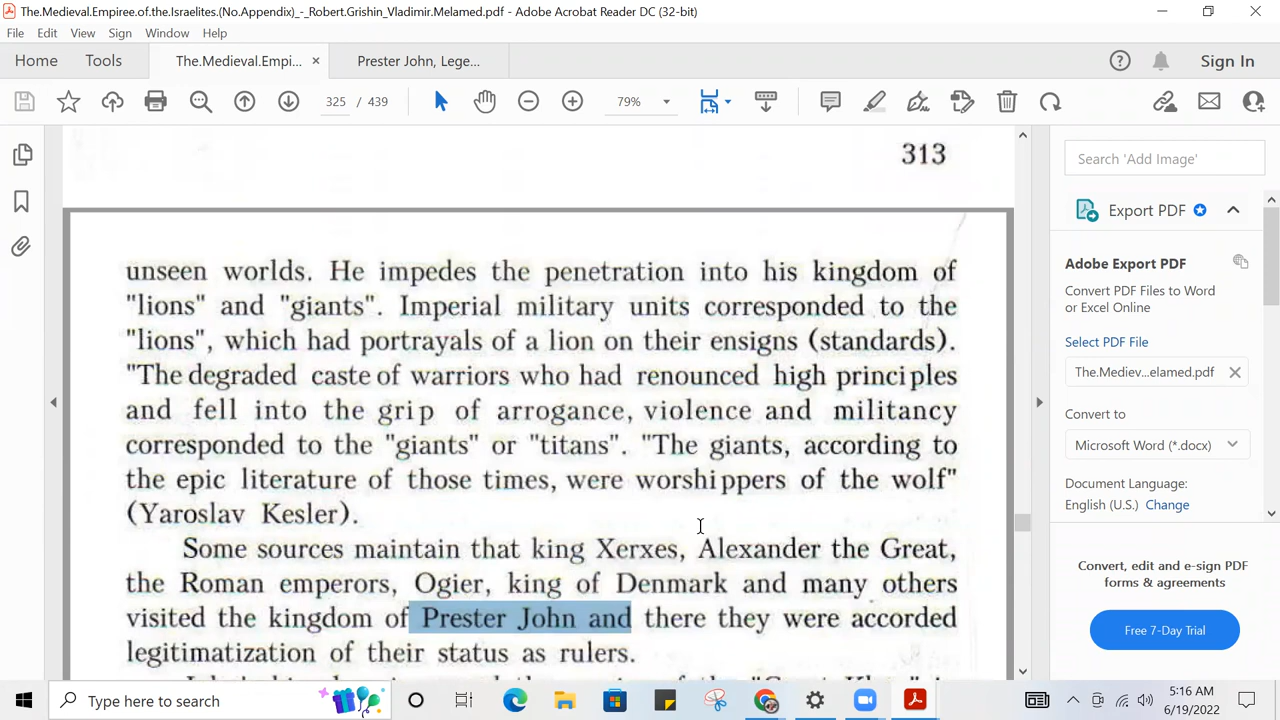 The.Medieval.Empiree.of.the.Israelites.(No.Appendix)_-_Robert.Grishin_Vladimir.Melamed.pdf - Adobe Acrobat Reader DC (32-bit)
File Edit View Sign Window Help
Home Tools The.Medieval.Empi... × Prester John, Lege... Sign In
325 / 439 79%
313
unseen worlds. He impedes the penetration into his kingdom of
"lions" and "giants". Imperial military units corresponded to the
"lions", which had portrayals of a lion on their ensigns (standards).
"The degraded caste of warriors who had renounced high principles
and fell into the grip of arrogance, violence and militancy
corresponded to the "giants" or "titans". "The giants, according to
the epic literature of those times, were worshippers of the wolf"
(Yaroslav Kesler).
Some sources maintain that king Xerxes, Alexander the Great,
the Roman emperors, Ogier, king of Denmark and many others
visited the kingdom of Prester John and there they were accorded
legitimatization of their status as rulers.
Search 'Add Image'
Export PDF
Adobe Export PDF
Convert PDF Files to Word
or Excel Online
Select PDF File
The.Mediev...elamed.pdf
Convert to
Microsoft Word (*.docx)
Document Language:
English (U.S.) Change
Convert, edit and e-sign PDF
forms & agreements
Free 7-Day Trial
Type here to search
5:16 AM
6/19/2022